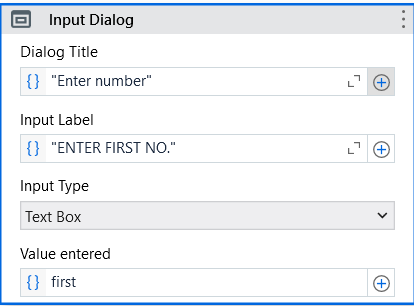 Input Dialog
Dialog Title
{} "Enter number"
Input Label
{} "ENTER FIRST NO."
Input Type
Text Box
Value entered
{} first